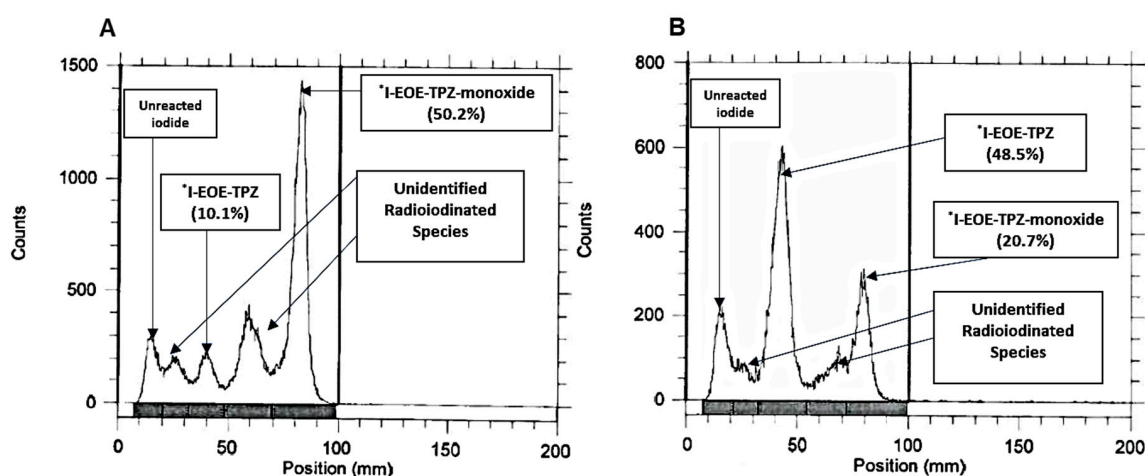 A
1500
1000
500
0
Counts
0
50
100
150
200
Position (mm)
Unreacted
iodide
*I-EOE-TPZ
(10.1%)
*I-EOE-TPZ-monoxide
(50.2%)
Unidentified
Radioiodinated
Species
B
800
600
400
200
0
Counts
0
50
100
150
200
Position (mm)
Unreacted
iodide
*I-EOE-TPZ
(48.5%)
*I-EOE-TPZ-monoxide
(20.7%)
Unidentified
Radioiodinated
Species